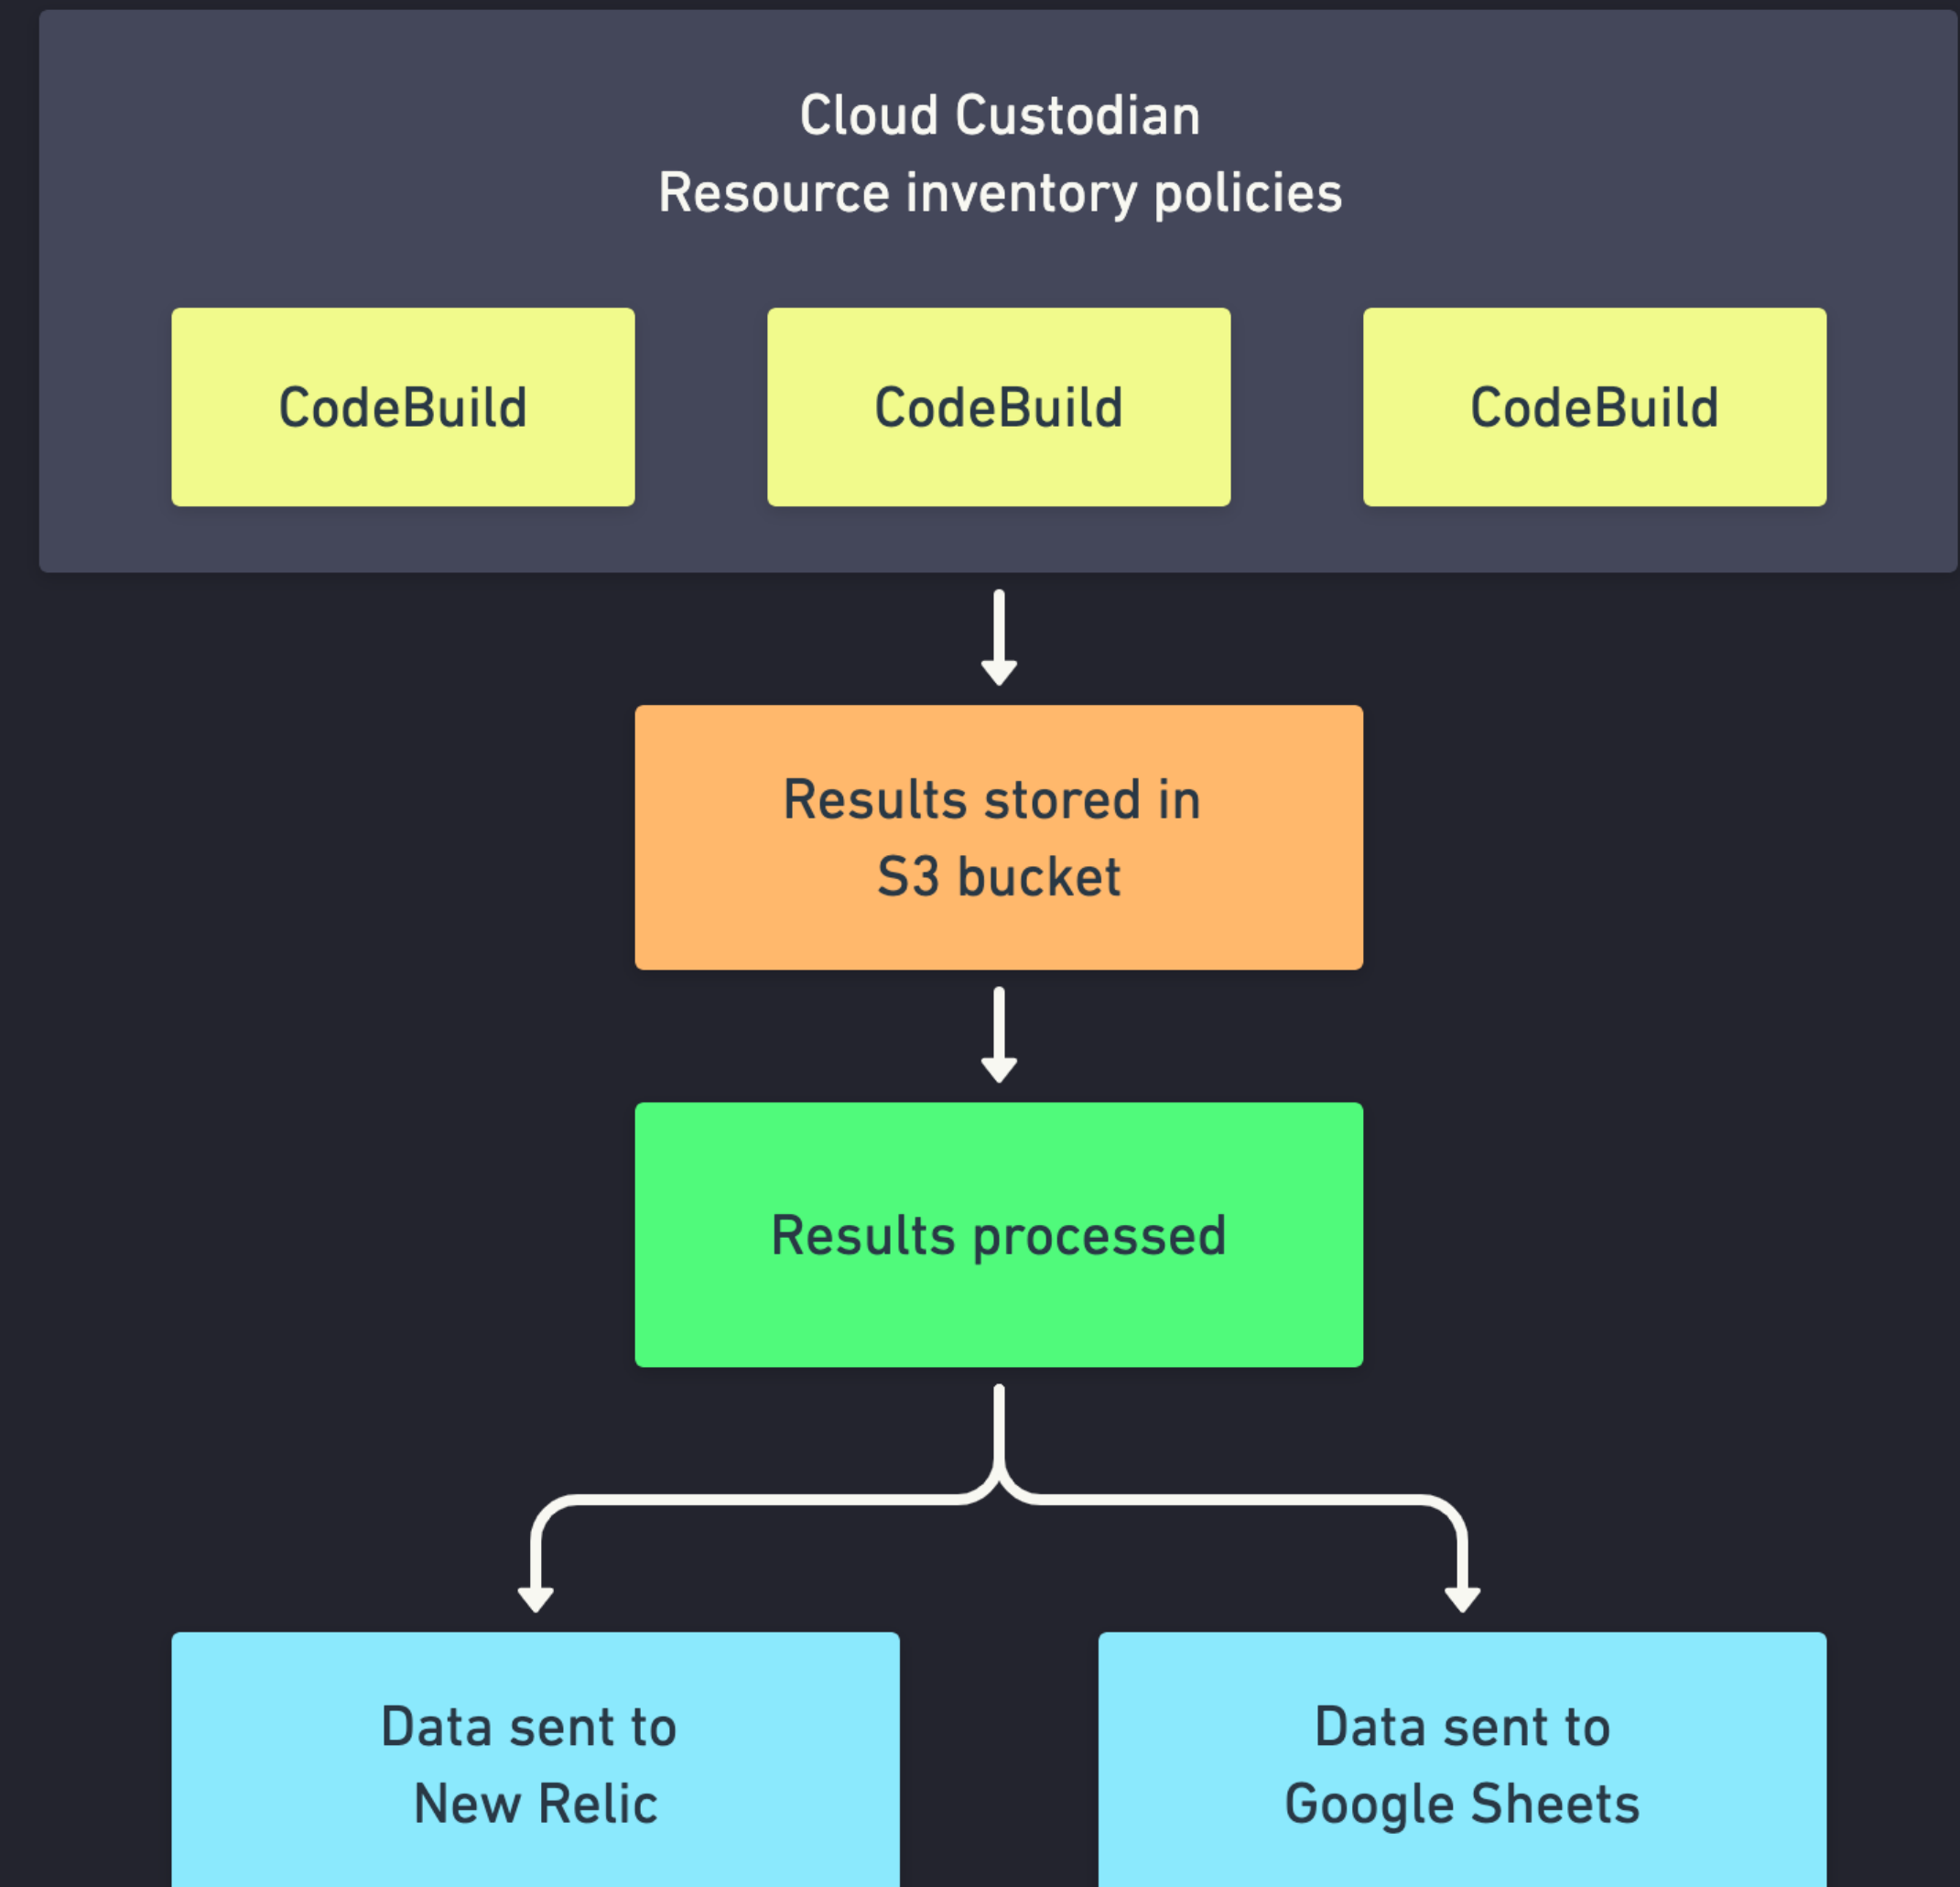 Cloud Custodian
Resource inventory policies
CodeBuild
CodeBuild
CodeBuild
Results stored in
S3 bucket
Results processed
Data sent to
New Relic
Data sent to
Google Sheets